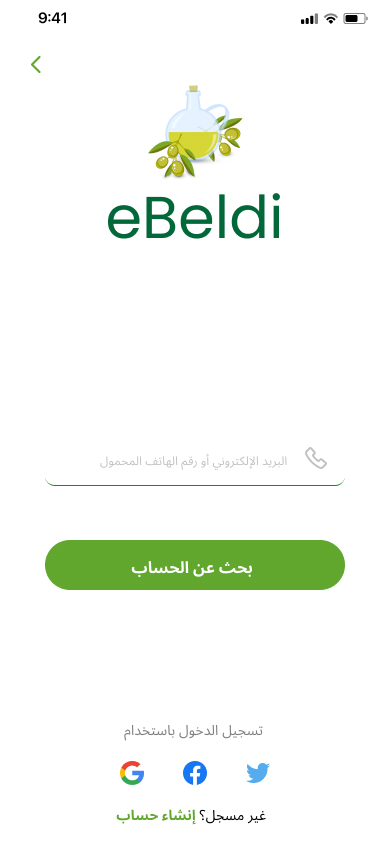 9:41
eBeldi
البريد الإلكتروني أو رقم الهاتف المحمول
بحث عن الحساب
تسجيل الدخول باستخدام
غير مسجل؟ إنشاء حساب